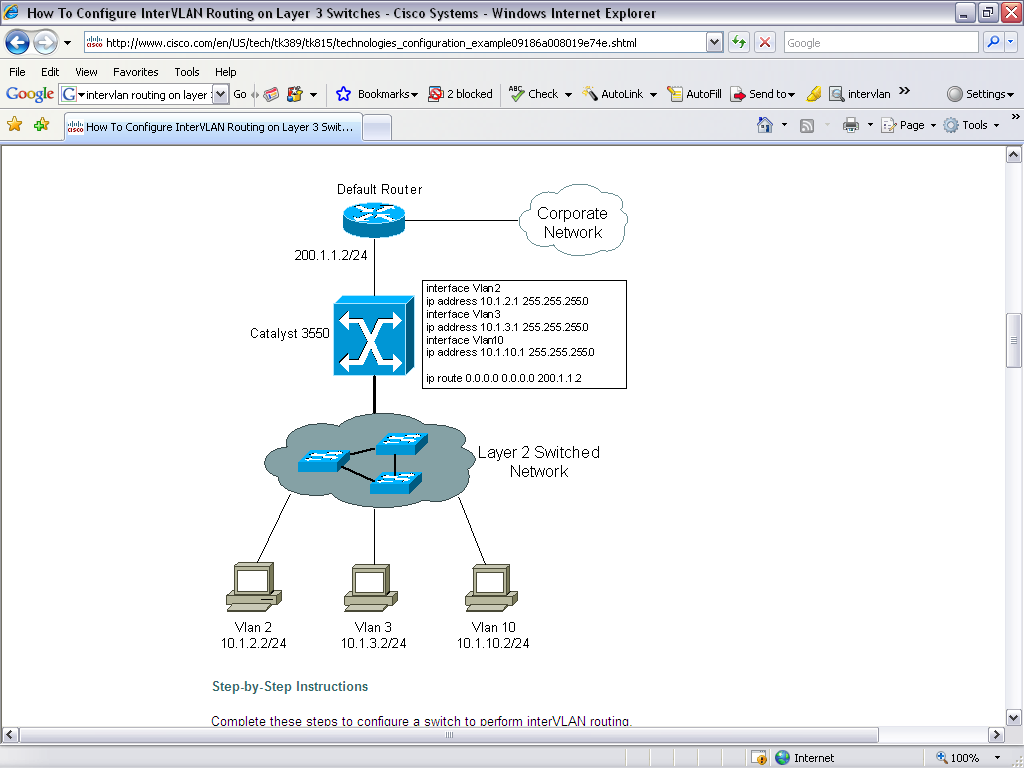 How To Configure InterVLAN Routing on Layer 3 Switches - Cisco Systems - Windows Internet Explorer
http://www.cisco.com/en/US/tech/tk389/tk815/technologies_configuration_example09186a008019e74e.shtml
Google
File Edit View Favorites Tools Help
Google G intervlan routing on layer : Go Bookmarks 2 blocked ABC Check AutoLink AutoFill Send to intervlan » Settings
cisco How To Configure InterVLAN Routing on Layer 3 Swit... Page Tools »
Default Router
Corporate
Network
200.1.1.2/24
interface Vlan2
ip address 10.1.2.1 255.255.255.0
interface Vlan3
ip address 10.1.3.1 255.255.255.0
interface Vlan10
ip address 10.1.10.1 255.255.255.0
ip route 0.0.0.0 0.0.0.0 200.1.1.2
Catalyst 3550
Layer 2 Switched
Network
Vlan 2 Vlan 3 Vlan 10
10.1.2.2/24 10.1.3.2/24 10.1.10.2/24
Step-by-Step Instructions
Complete these steps to configure a switch to perform interVLAN routing.
Internet 100%